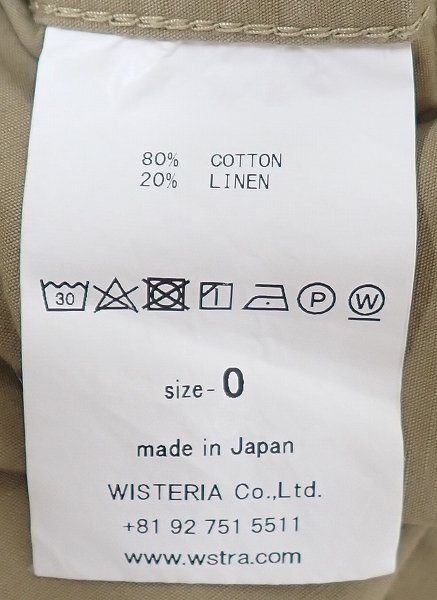 80% COTTON
20% LINEN
30 P W
size-0
made in Japan
WISTERIA Co.,Ltd.
+81 92 751 5511
www.wstra.com